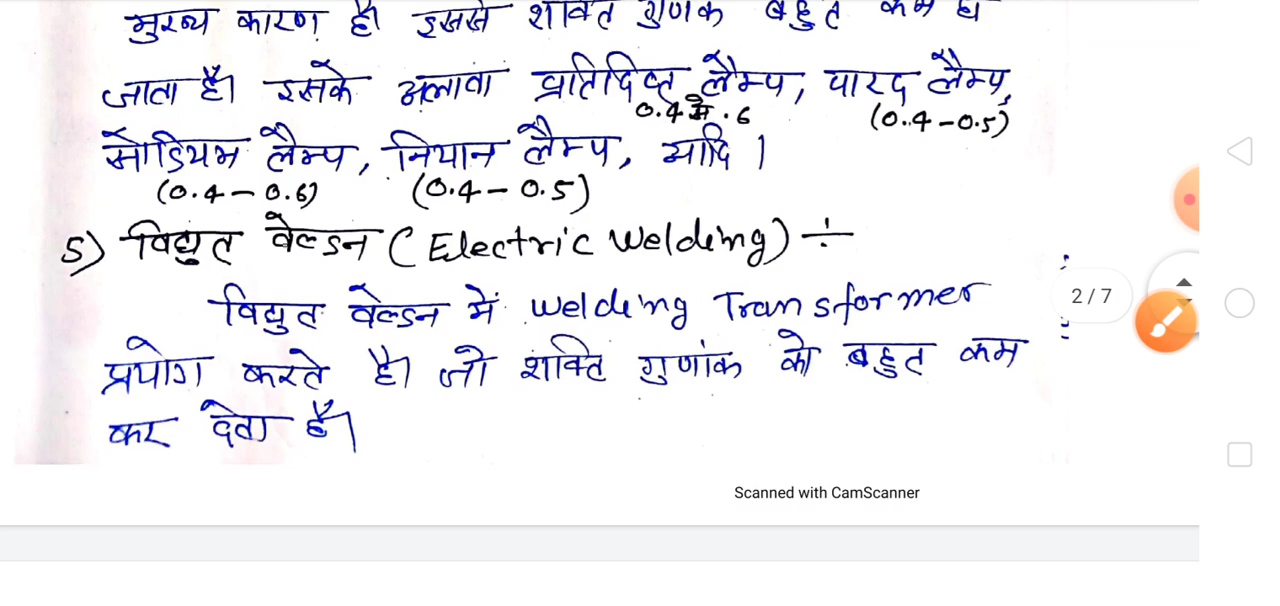 मुख्य कारण है। इससे शक्ति गुणांक बहुत कम हो
जाता है। इसके अलावा प्रतिदिप्त लैम्प, पारद लैम्प,
0.4 से .6 (0.4-0.5)
सोडियम लैम्प, नियान लैम्प, आदि।
(0.4-0.6) (0.4-0.5)
5) विद्युत वेल्डन (Electric Welding) ÷
विद्युत वेल्डन में welding Transformer
प्रयोग करते है। जो शक्ति गुणांक को बहुत कम
कर देता है।
2/7
Scanned with CamScanner